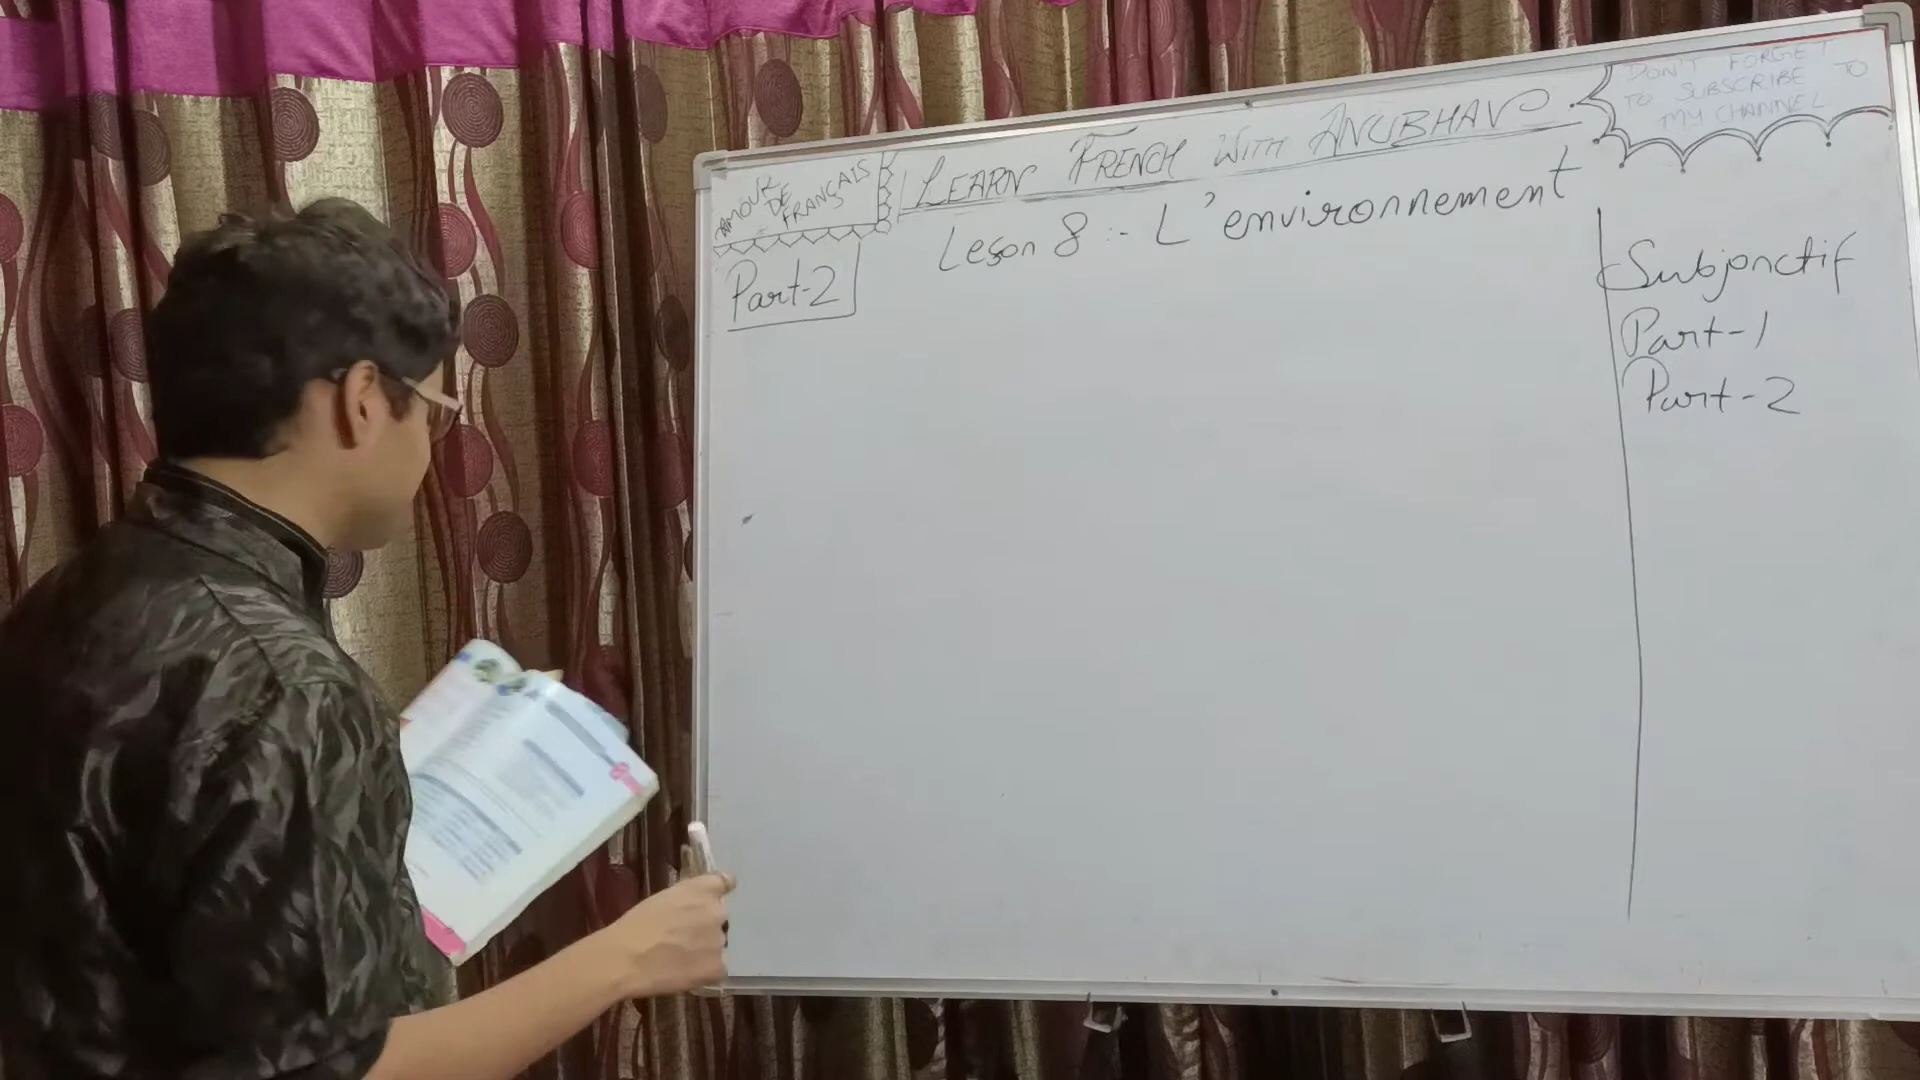 AMOUR
DE
FRANÇAIS
LEARN FRENCH WITH ANUBHAV
DON'T FORGET
TO SUBSCRIBE TO
MY CHANNEL
Part-2
Leson 8 :- L'environnement
Subjonctif
Part-1
Part-2